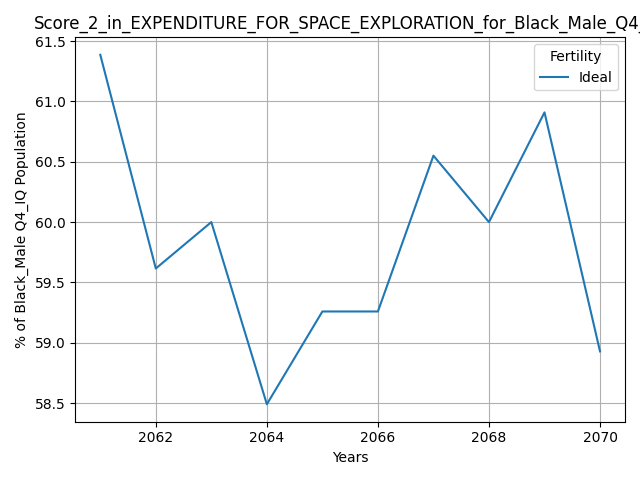 Score_2_in_EXPENDITURE_FOR_SPACE_EXPLORATION_for_Black_Male_Q4_
Fertility
Ideal
% of Black_Male Q4_IQ Population
61.5
61.0
60.5
60.0
59.5
59.0
58.5
2062 2064 2066 2068 2070
Years